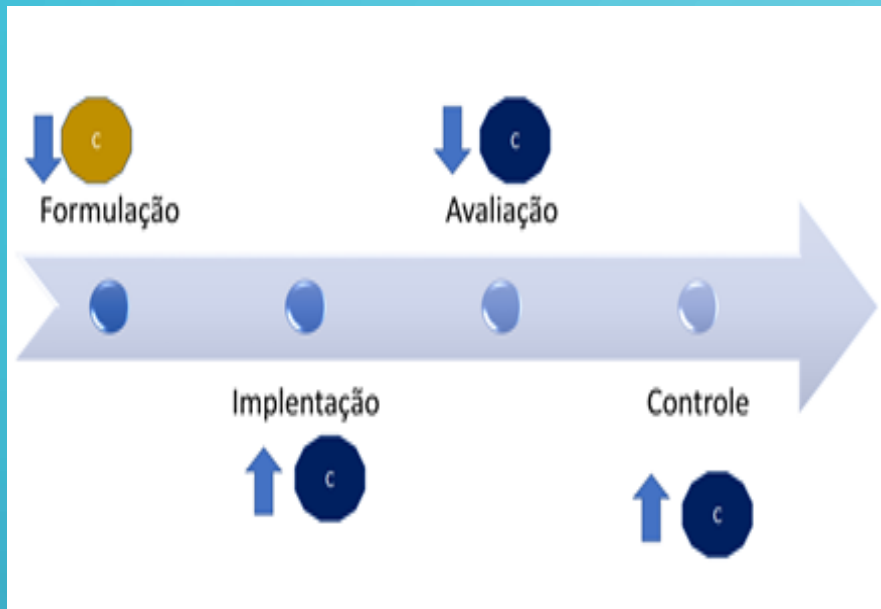 C
Formulação
C
Avaliação
Implentação
C
Controle
C